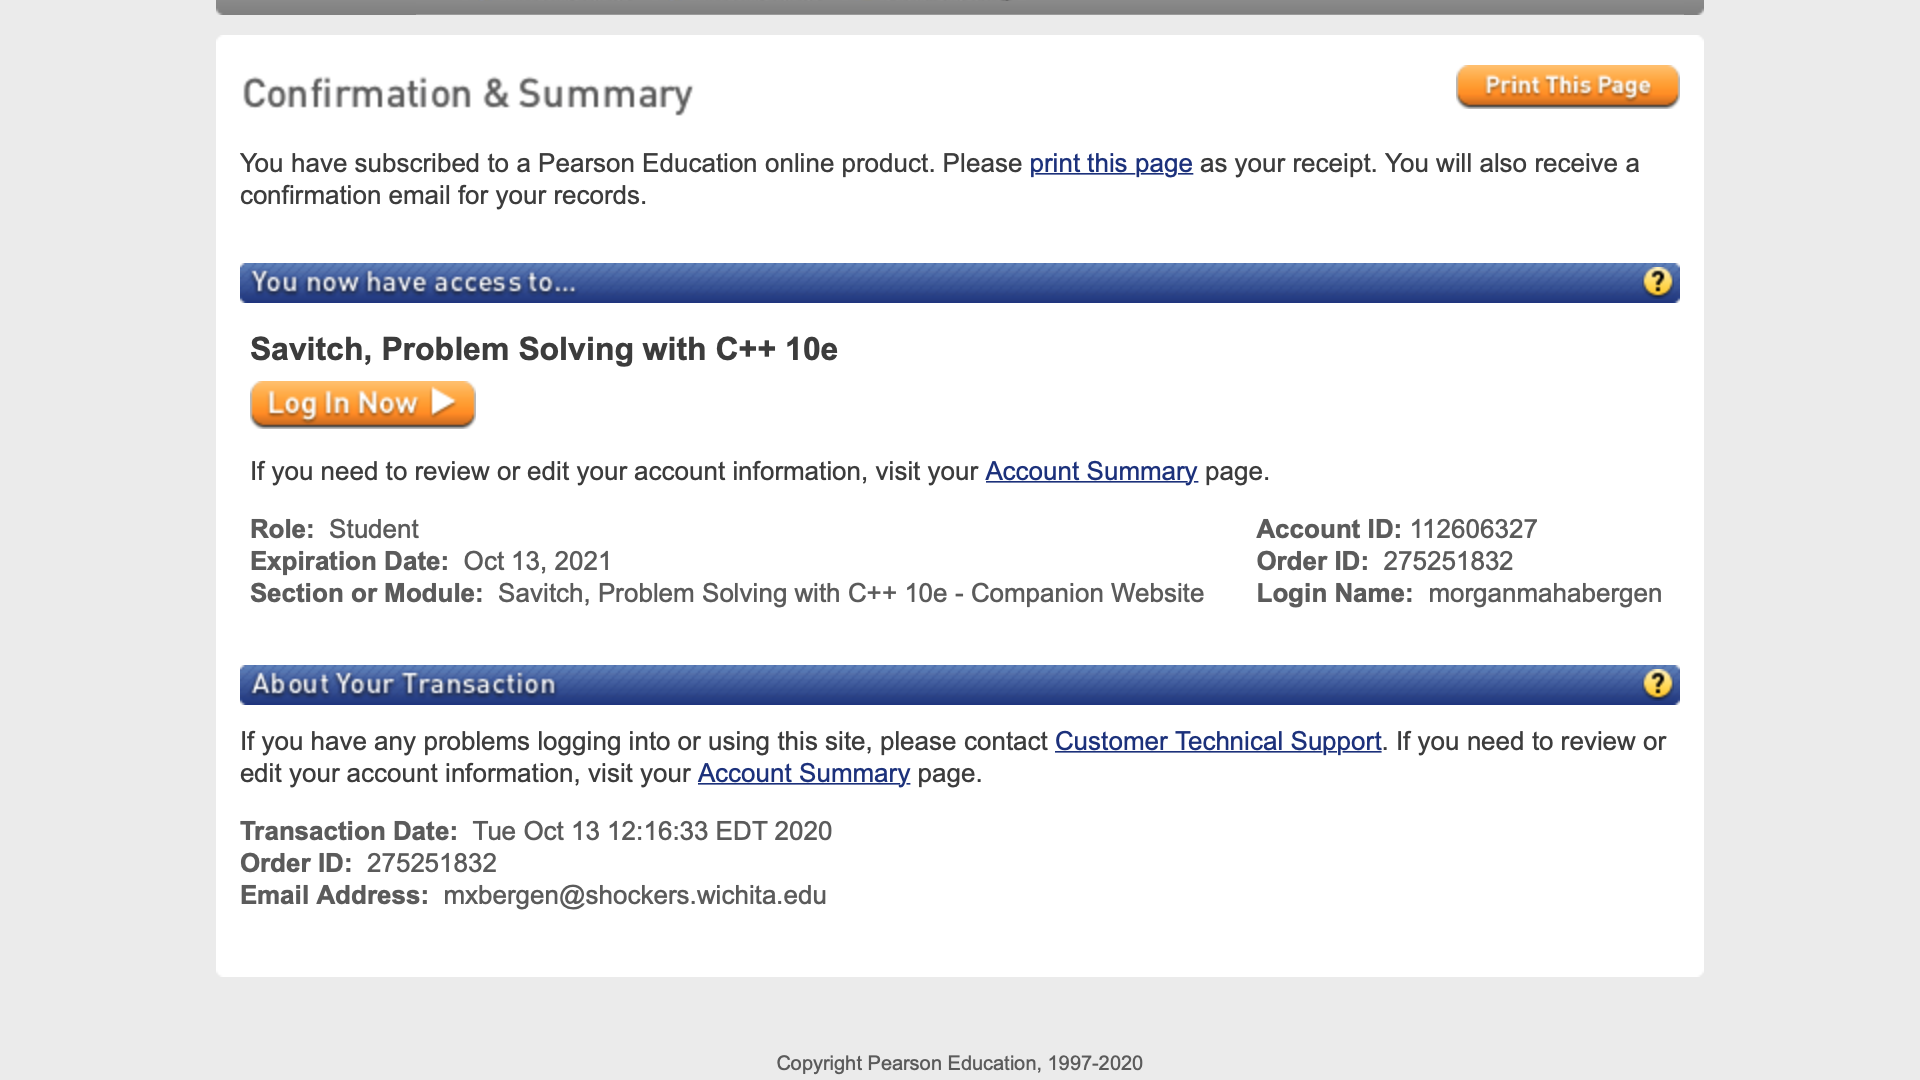 Confirmation & Summary
Print This Page
You have subscribed to a Pearson Education online product. Please print this page as your receipt. You will also receive a
confirmation email for your records.
You now have access to...
?
Savitch, Problem Solving with C++ 10e
Log In Now
If you need to review or edit your account information, visit your Account Summary page.
Role: Student
Expiration Date: Oct 13, 2021
Section or Module: Savitch, Problem Solving with C++ 10e - Companion Website
Account ID: 112606327
Order ID: 275251832
Login Name: morganmahabergen
About Your Transaction
?
If you have any problems logging into or using this site, please contact Customer Technical Support. If you need to review or
edit your account information, visit your Account Summary page.
Transaction Date: Tue Oct 13 12:16:33 EDT 2020
Order ID: 275251832
Email Address: mxbergen@shockers.wichita.edu
Copyright Pearson Education, 1997-2020